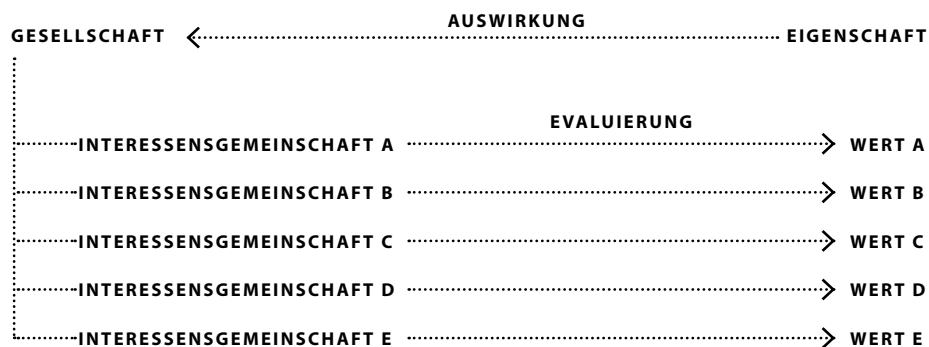 AUSWIRKUNG
GESELLSCHAFT EIGENSCHAFT
EVALUIERUNG
INTERESSENSGEMEINSCHAFT A WERT A
INTERESSENSGEMEINSCHAFT B WERT B
INTERESSENSGEMEINSCHAFT C WERT C
INTERESSENSGEMEINSCHAFT D WERT D
INTERESSENSGEMEINSCHAFT E WERT E